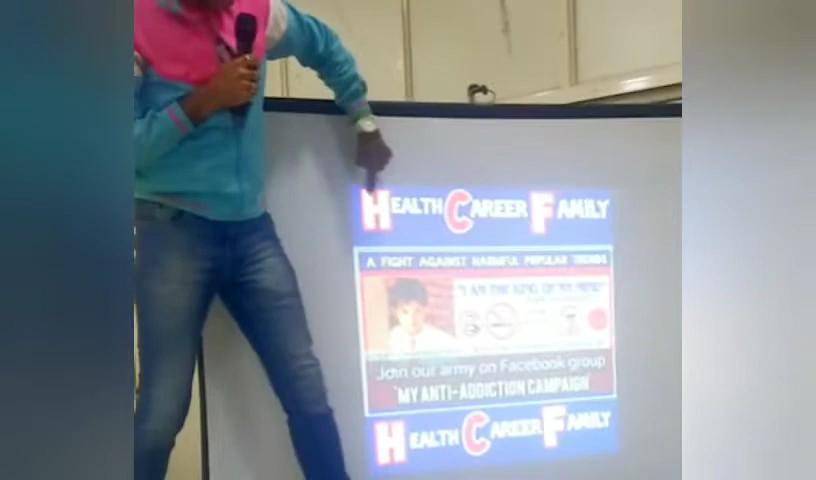 HEALTH CAREER FAMILY
A FIGHT AGAINST HARMFUL POPULAR TRENDS
"I AM THE KING OF MY MIND"
Join our army on Facebook group
'MY ANTI-ADDICTION CAMPAIGN'
HEALTH CAREER FAMILY